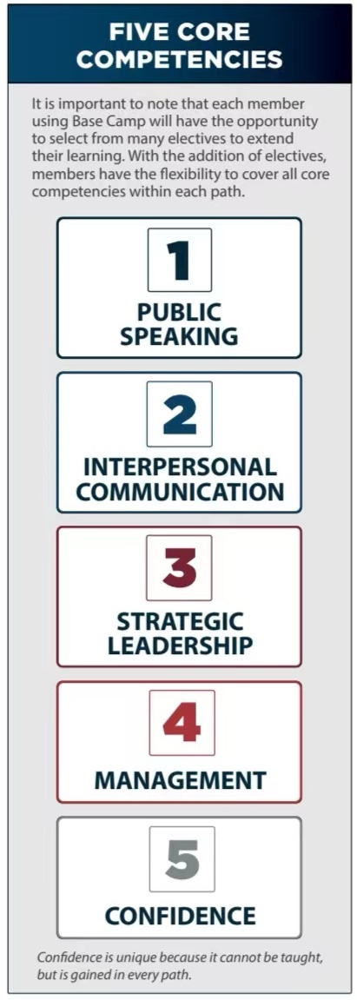 FIVE CORE
COMPETENCIES
It is important to note that each member
using Base Camp will have the opportunity
to select from many electives to extend
their learning. With the addition of electives,
members have the flexibility to cover all core
competencies within each path.
1
PUBLIC
SPEAKING
2
INTERPERSONAL
COMMUNICATION
3
STRATEGIC
LEADERSHIP
4
MANAGEMENT
5
CONFIDENCE
Confidence is unique because it cannot be taught,
but is gained in every path.